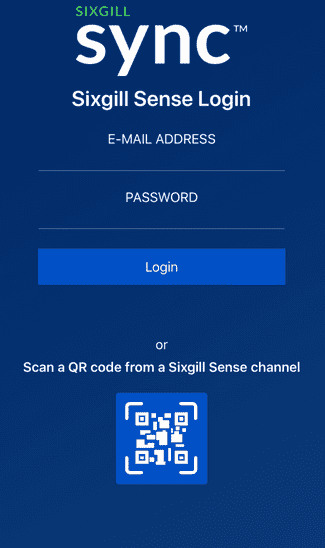 SIXGILL
sync™
Sixgill Sense Login
E-MAIL ADDRESS
PASSWORD
Login
or
Scan a QR code from a Sixgill Sense channel